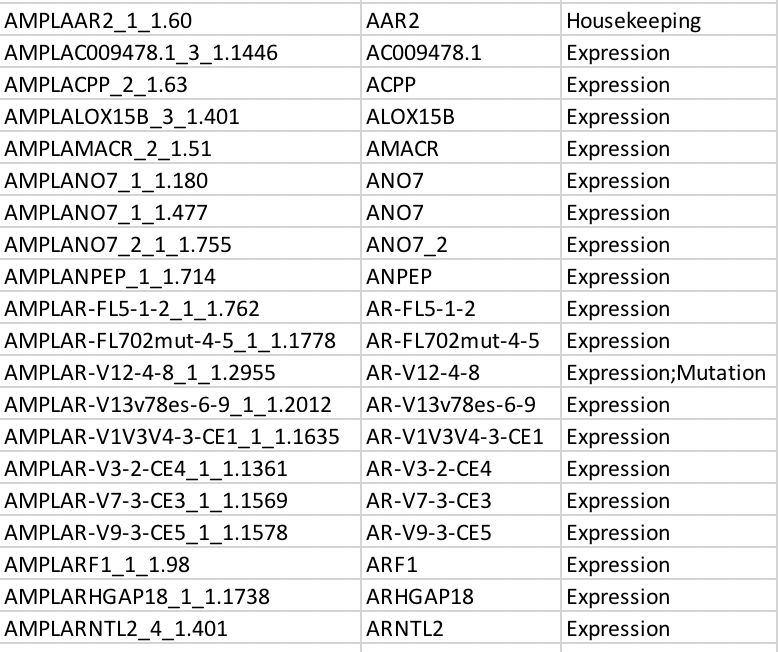 AMPLAAR2_1_1.60 AAR2 Housekeeping
AMPLAC009478.1_3_1.1446 AC009478.1 Expression
AMPLACPP_2_1.63 ACPP Expression
AMPLALOX15B_3_1.401 ALOX15B Expression
AMPLAMACR_2_1.51 AMACR Expression
AMPLANO7_1_1.180 ANO7 Expression
AMPLANO7_1_1.477 ANO7 Expression
AMPLANO7_2_1_1.755 ANO7_2 Expression
AMPLANPEP_1_1.714 ANPEP Expression
AMPLAR-FL5-1-2_1_1.762 AR-FL5-1-2 Expression
AMPLAR-FL702mut-4-5_1_1.1778 AR-FL702mut-4-5 Expression
AMPLAR-V12-4-8_1_1.2955 AR-V12-4-8 Expression;Mutation
AMPLAR-V13v78es-6-9_1_1.2012 AR-V13v78es-6-9 Expression
AMPLAR-V1V3V4-3-CE1_1_1.1635 AR-V1V3V4-3-CE1 Expression
AMPLAR-V3-2-CE4_1_1.1361 AR-V3-2-CE4 Expression
AMPLAR-V7-3-CE3_1_1.1569 AR-V7-3-CE3 Expression
AMPLAR-V9-3-CE5_1_1.1578 AR-V9-3-CE5 Expression
AMPLARF1_1_1.98 ARF1 Expression
AMPLARHGAP18_1_1.1738 ARHGAP18 Expression
AMPLARNTL2_4_1.401 ARNTL2 Expression